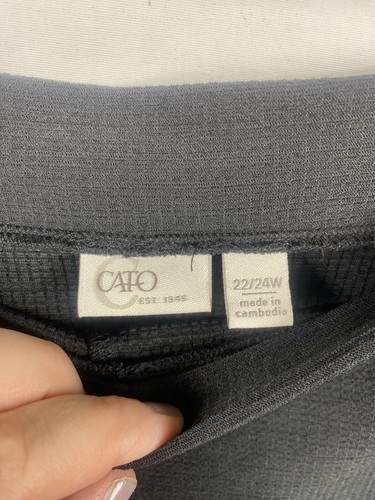 CATO
EST. 1946
22/24W
made in
cambodia